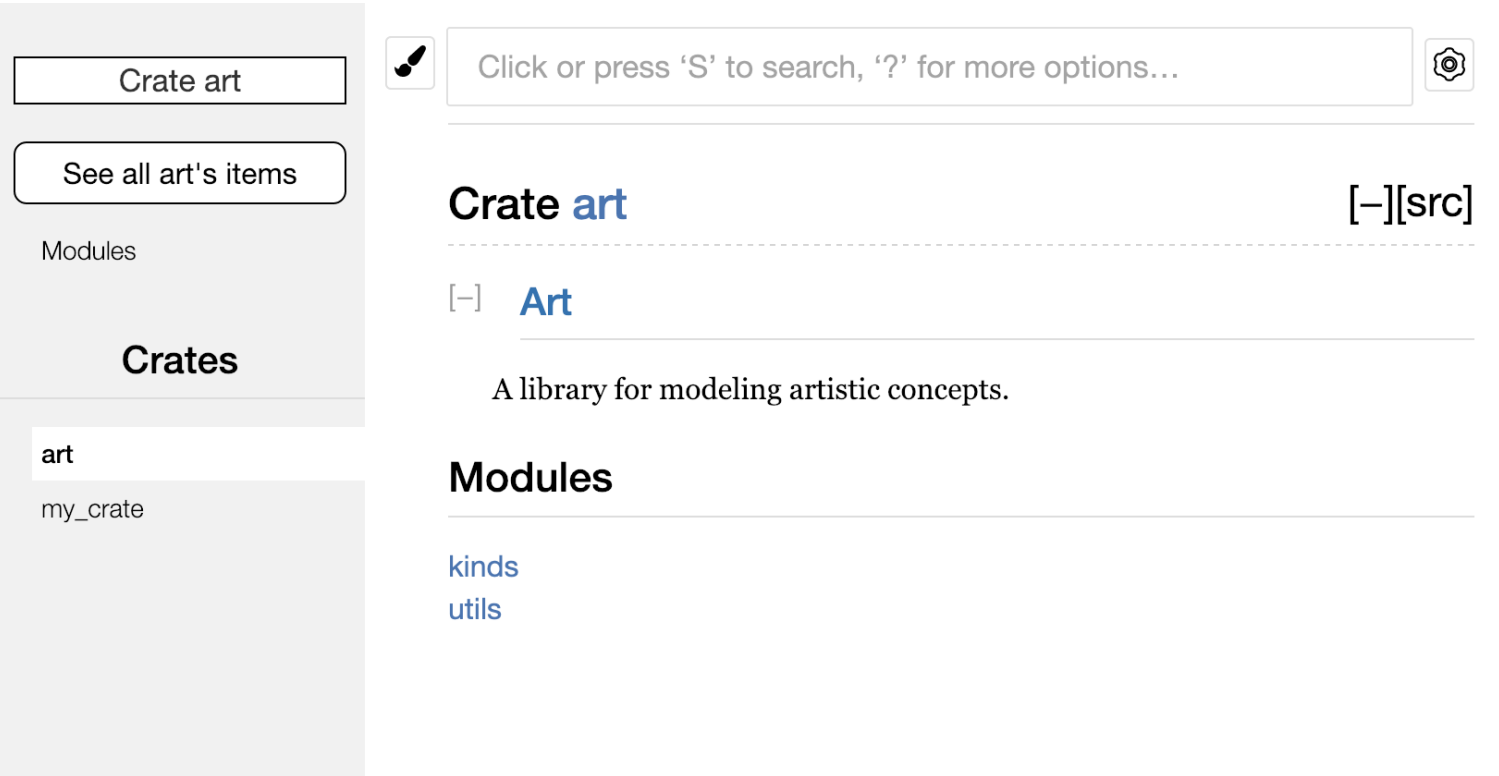 Crate art
See all art's items
Modules
Crates
art
my_crate
Click or press ‘S’ to search, ‘?’ for more options…
Crate art
[−][src]
[−]
Art
A library for modeling artistic concepts.
Modules
kinds
utils